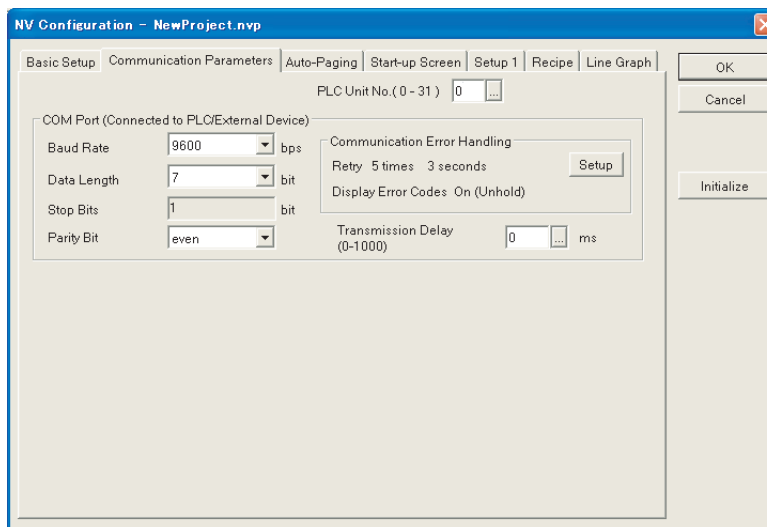 NV Configuration - NewProject.nvp
Basic Setup Communication Parameters Auto-Paging Start-up Screen Setup 1 Recipe Line Graph
OK
PLC Unit No.( 0 - 31 ) 0 ...
Cancel
COM Port (Connected to PLC/External Device)
Baud Rate 9600 bps
Communication Error Handling
Retry 5 times 3 seconds Setup
Data Length 7 bit
Initialize
Display Error Codes On (Unhold)
Stop Bits 1 bit
Parity Bit even
Transmission Delay 0 ... ms
(0-1000)